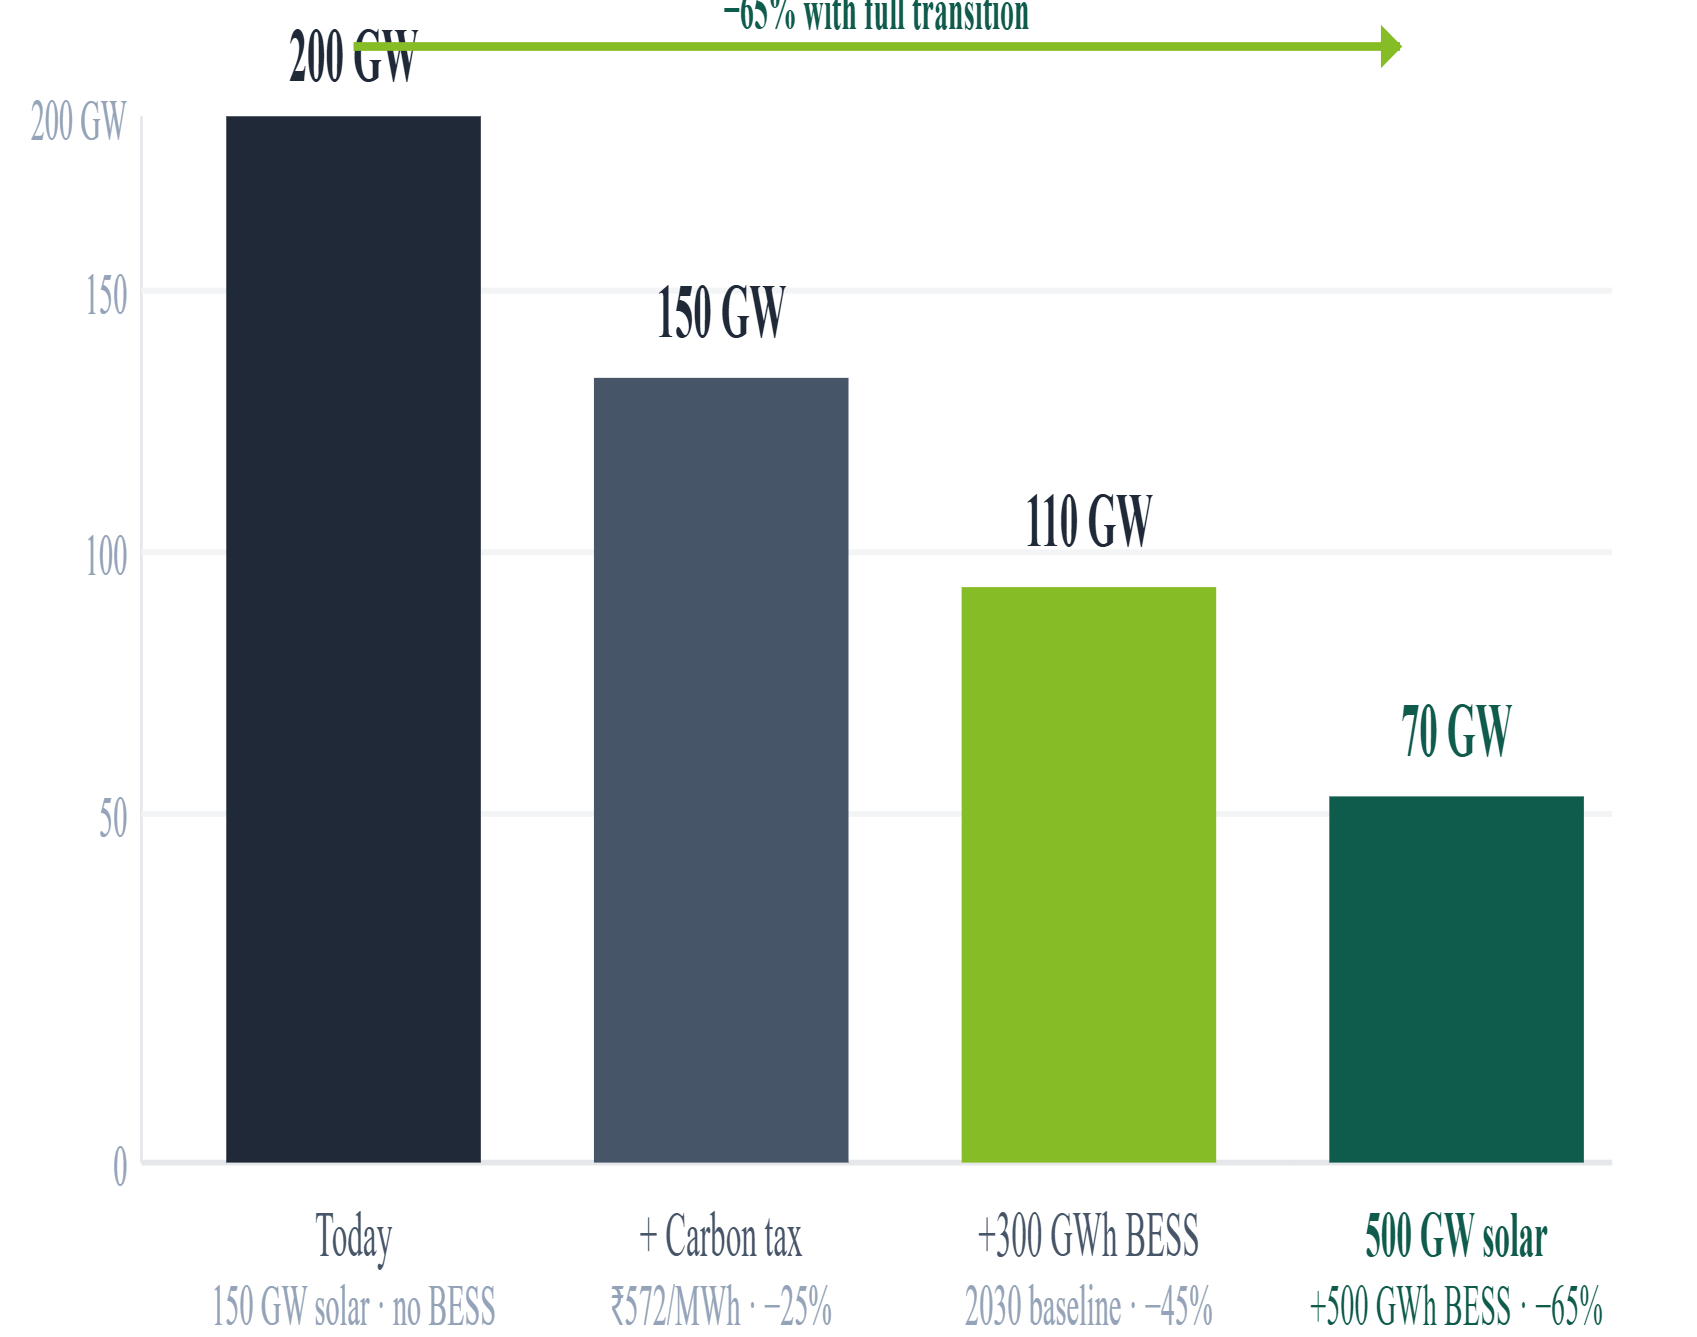 −65% with full transition
200 GW
200 GW
150
150 GW
110 GW
100
70 GW
50
0
Today
+ Carbon tax
+300 GWh BESS
500 GW solar
150 GW solar · no BESS
₹572/MWh · −25%
2030 baseline · −45%
+500 GWh BESS · −65%